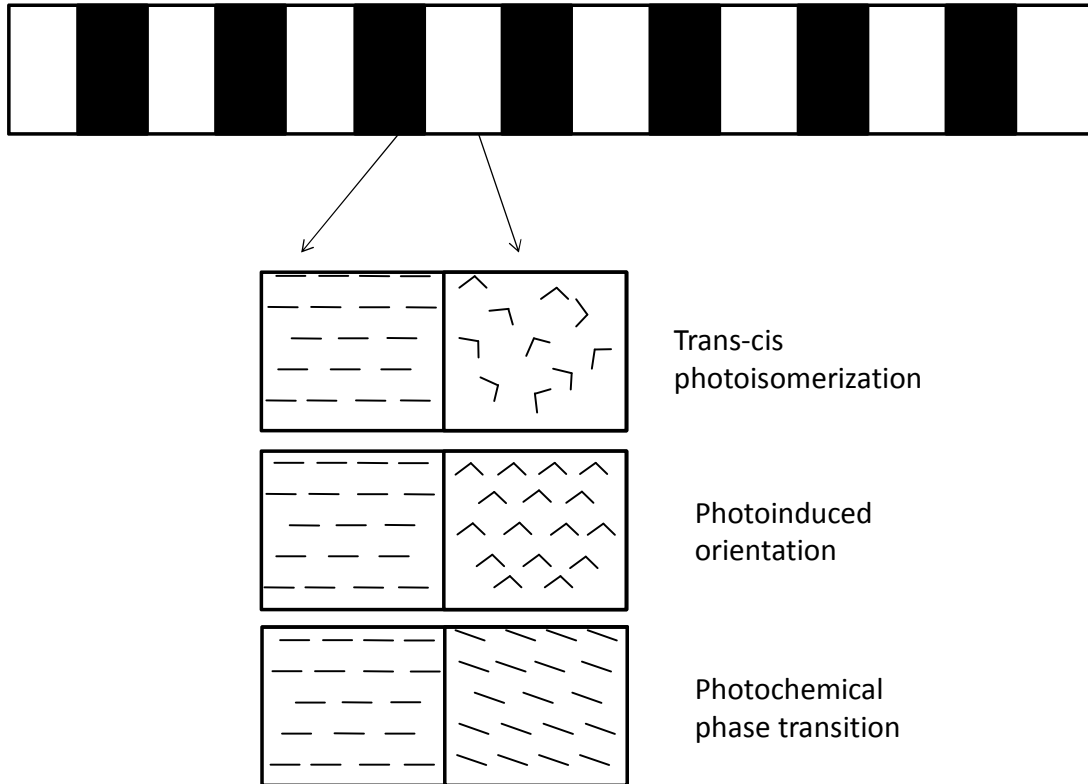 Trans-cis
photoisomerization
Photoinduced
orientation
Photochemical
phase transition